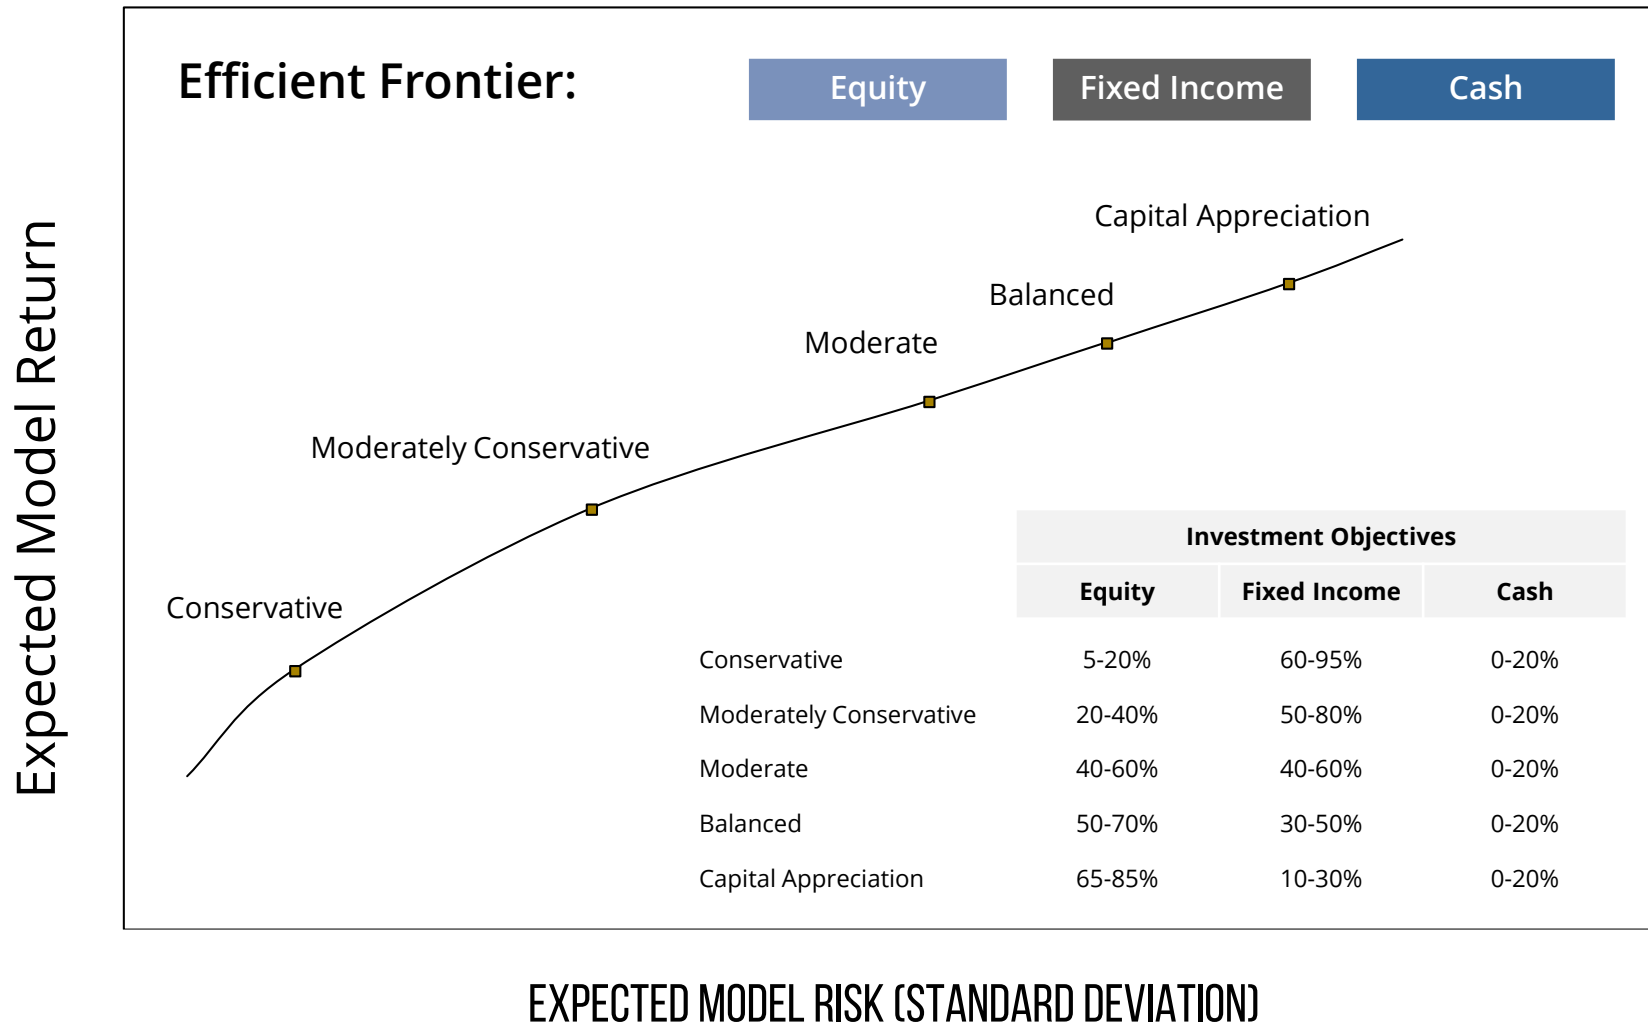 Efficient Frontier:
Equity
Fixed Income
Cash
Expected Model Return
Capital Appreciation
Balanced
Moderate
Moderately Conservative
Conservative
Investment Objectives
Equity Fixed Income Cash
Conservative 5-20% 60-95% 0-20%
Moderately Conservative 20-40% 50-80% 0-20%
Moderate 40-60% 40-60% 0-20%
Balanced 50-70% 30-50% 0-20%
Capital Appreciation 65-85% 10-30% 0-20%
EXPECTED MODEL RISK (STANDARD DEVIATION)